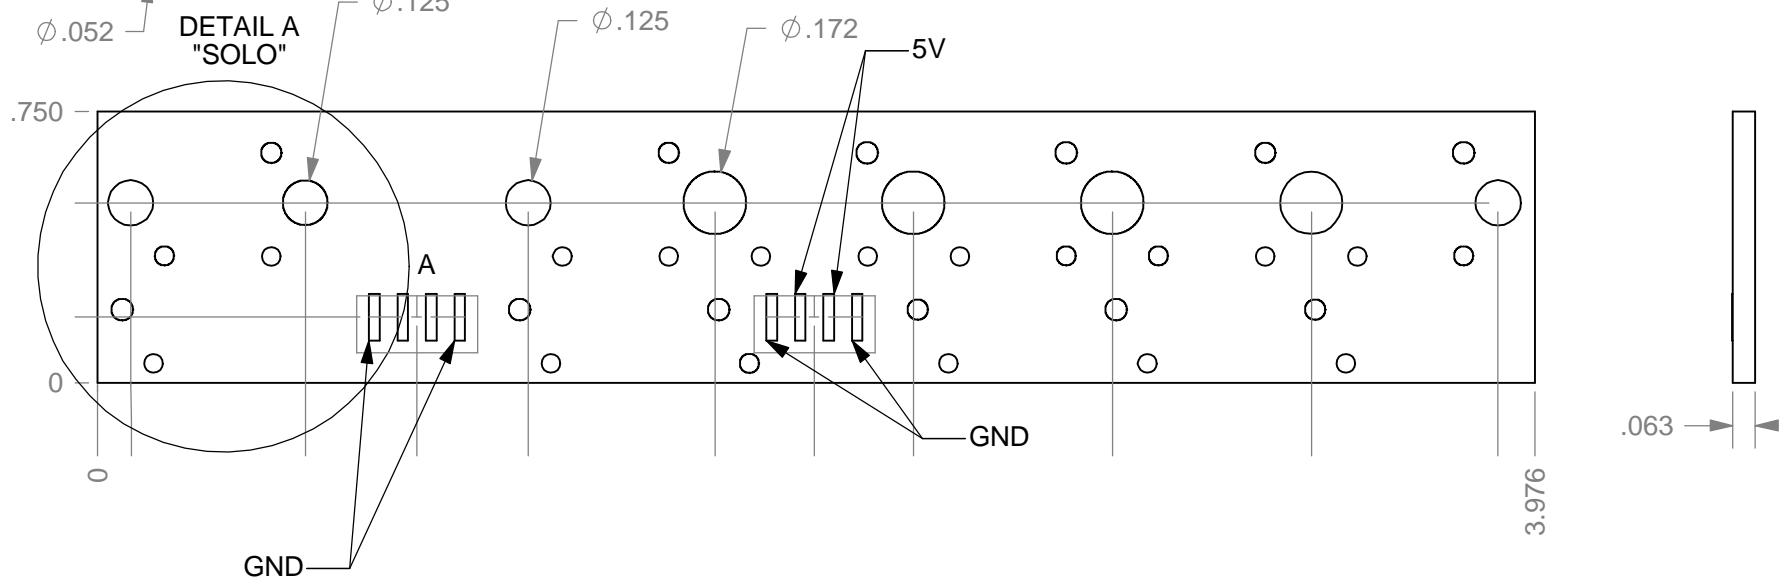 ∅.125
∅.052
DETAIL A
"SOLO"
∅.125
∅.172
5V
.750
A
0
.063
GND
0
3.976
GND